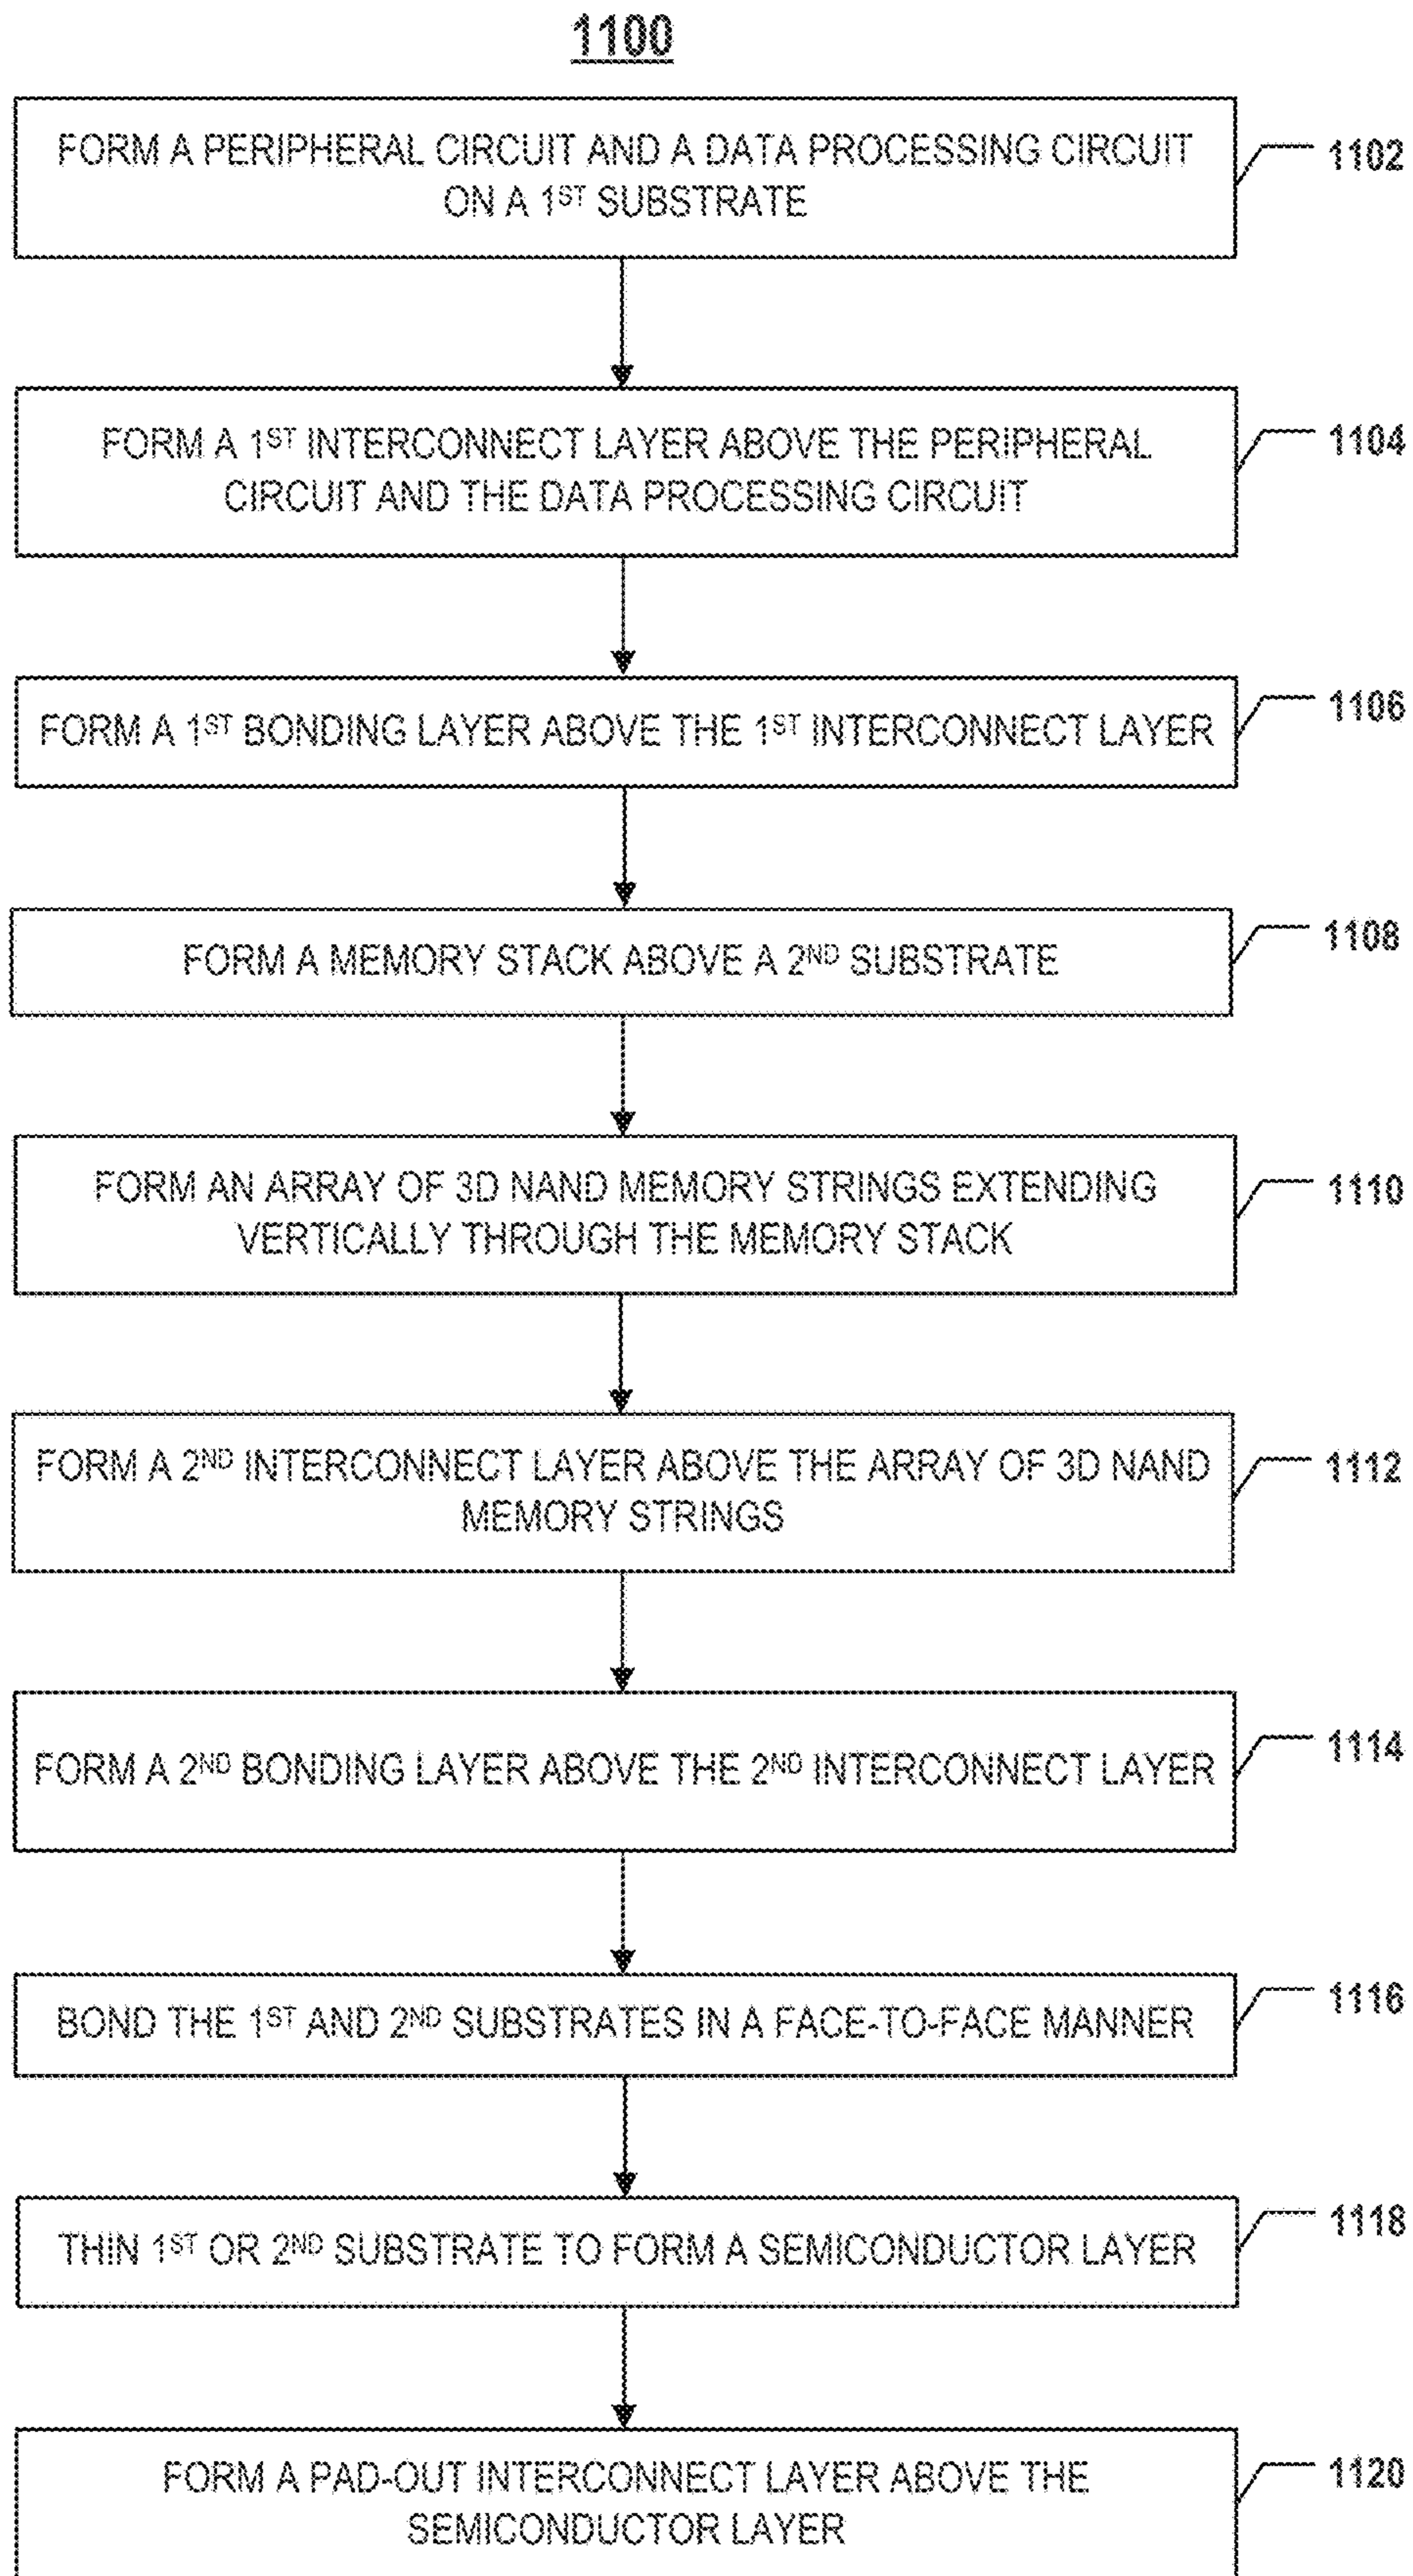 1100
FORM A PERIPHERAL CIRCUIT AND A DATA PROCESSING CIRCUIT
ON A 1ST SUBSTRATE
1102
FORM A 1ST INTERCONNECT LAYER ABOVE THE PERIPHERAL
CIRCUIT AND THE DATA PROCESSING CIRCUIT
1104
FORM A 1ST BONDING LAYER ABOVE THE 1ST INTERCONNECT LAYER
1106
FORM A MEMORY STACK ABOVE A 2ND SUBSTRATE
1108
FORM AN ARRAY OF 3D NAND MEMORY STRINGS EXTENDING
VERTICALLY THROUGH THE MEMORY STACK
1110
FORM A 2ND INTERCONNECT LAYER ABOVE THE ARRAY OF 3D NAND
MEMORY STRINGS
1112
FORM A 2ND BONDING LAYER ABOVE THE 2ND INTERCONNECT LAYER
1114
BOND THE 1ST AND 2ND SUBSTRATES IN A FACE-TO-FACE MANNER
1116
THIN 1ST OR 2ND SUBSTRATE TO FORM A SEMICONDUCTOR LAYER
1118
FORM A PAD-OUT INTERCONNECT LAYER ABOVE THE
SEMICONDUCTOR LAYER
1120